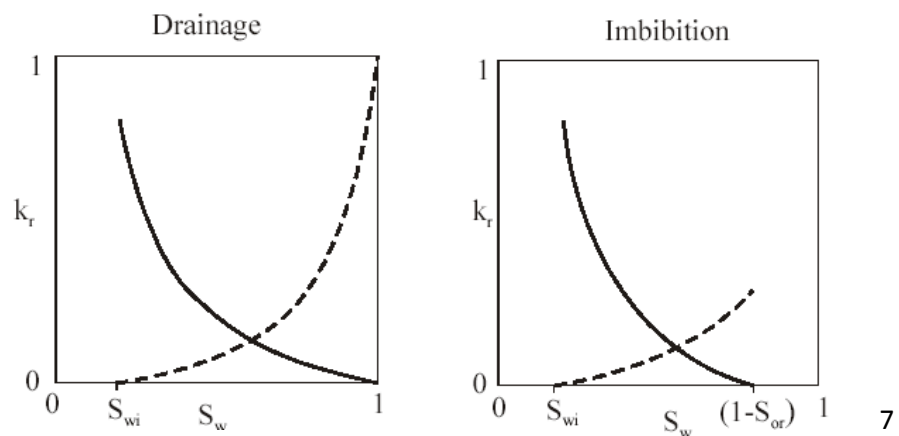 Drainage
1
k_r
0
0 S_wi S_w 1
Imbibition
1
k_r
0
0 S_wi S_w (1-S_or) 1
7